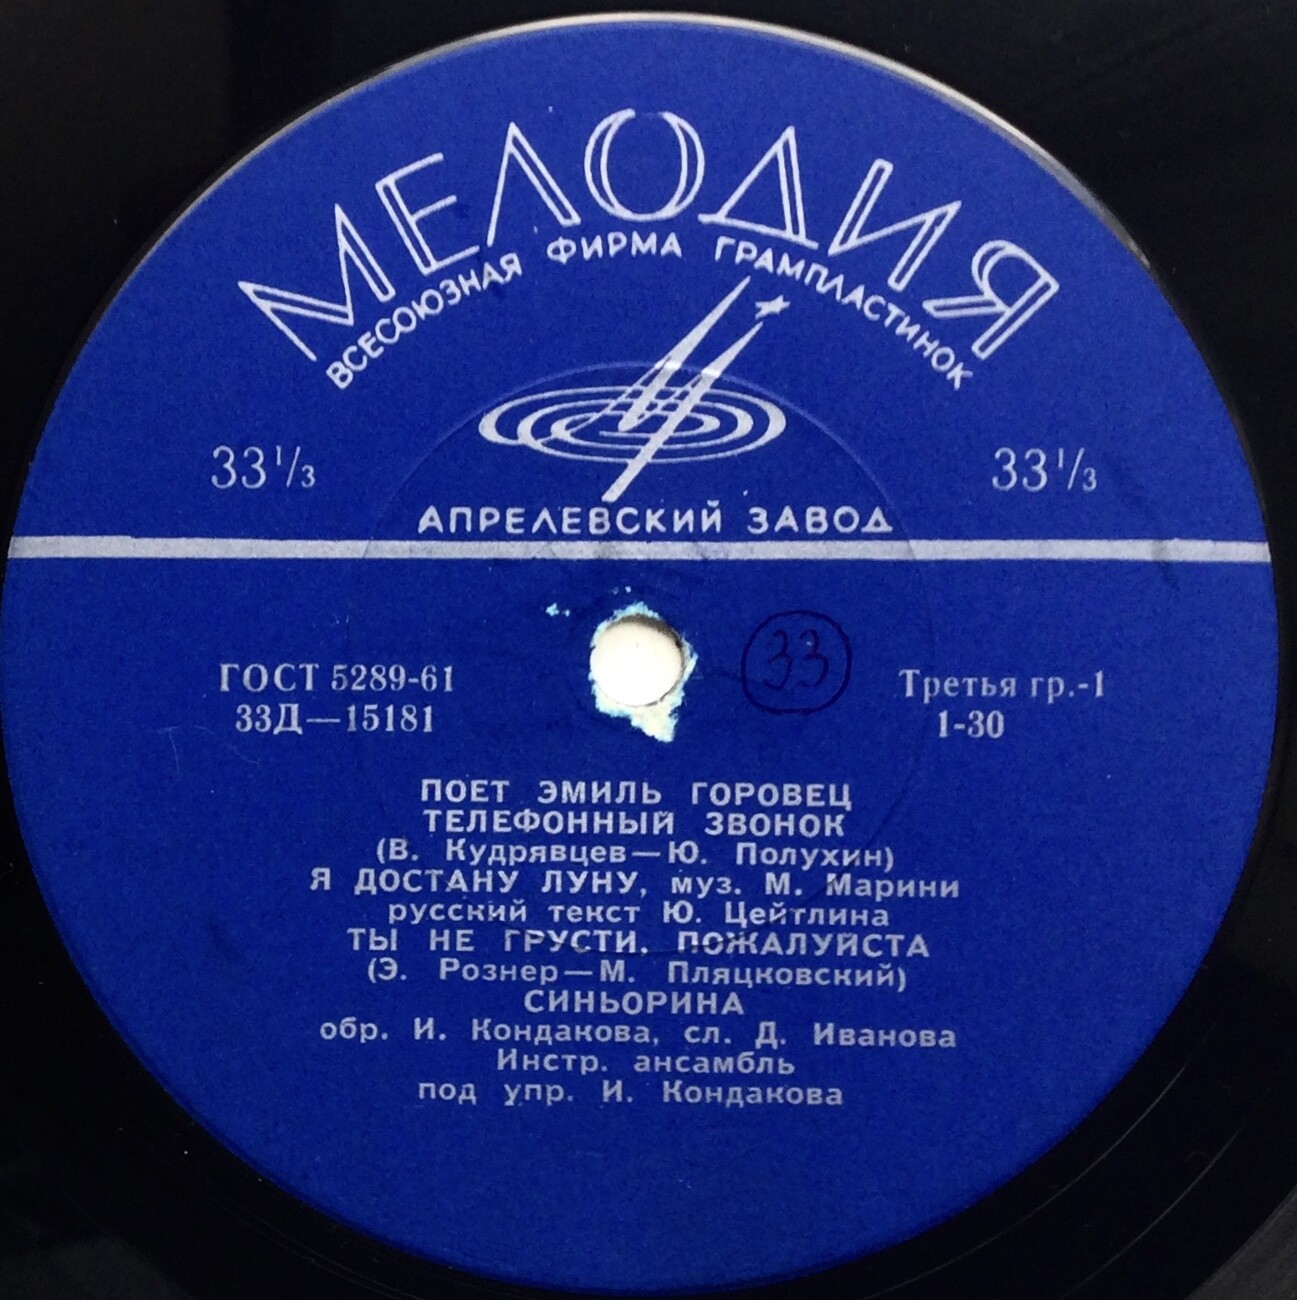 МЕЛОДИЯ
ВСЕСОЮЗНАЯ ФИРМА ГРАМПЛАСТИНОК
33⅓ 33⅓
АПРЕЛЕВСКИЙ ЗАВОД
33
ГОСТ 5289-61 Третья гр.-1
33Д—15181 1-30
ПОЕТ ЭМИЛЬ ГОРОВЕЦ
ТЕЛЕФОННЫЙ ЗВОНОК
(В. Кудрявцев—Ю. Полухин)
Я ДОСТАНУ ЛУНУ, муз. М. Марини
русский текст Ю. Цейтлина
ТЫ НЕ ГРУСТИ. ПОЖАЛУЙСТА
(Э. Рознер—М. Пляцковский)
СИНЬОРИНА
обр. И. Кондакова, сл. Д. Иванова
Инстр. ансамбль
под упр. И. Кондакова